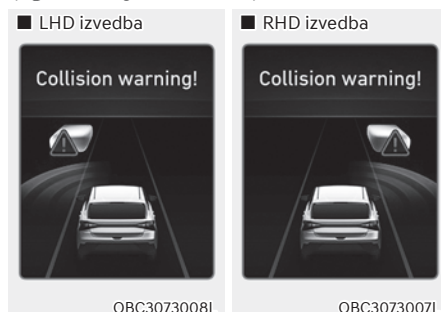 ■ LHD izvedba
Collision warning!
OBC3073008L
■ RHD izvedba
Collision warning!
OBC3073007L